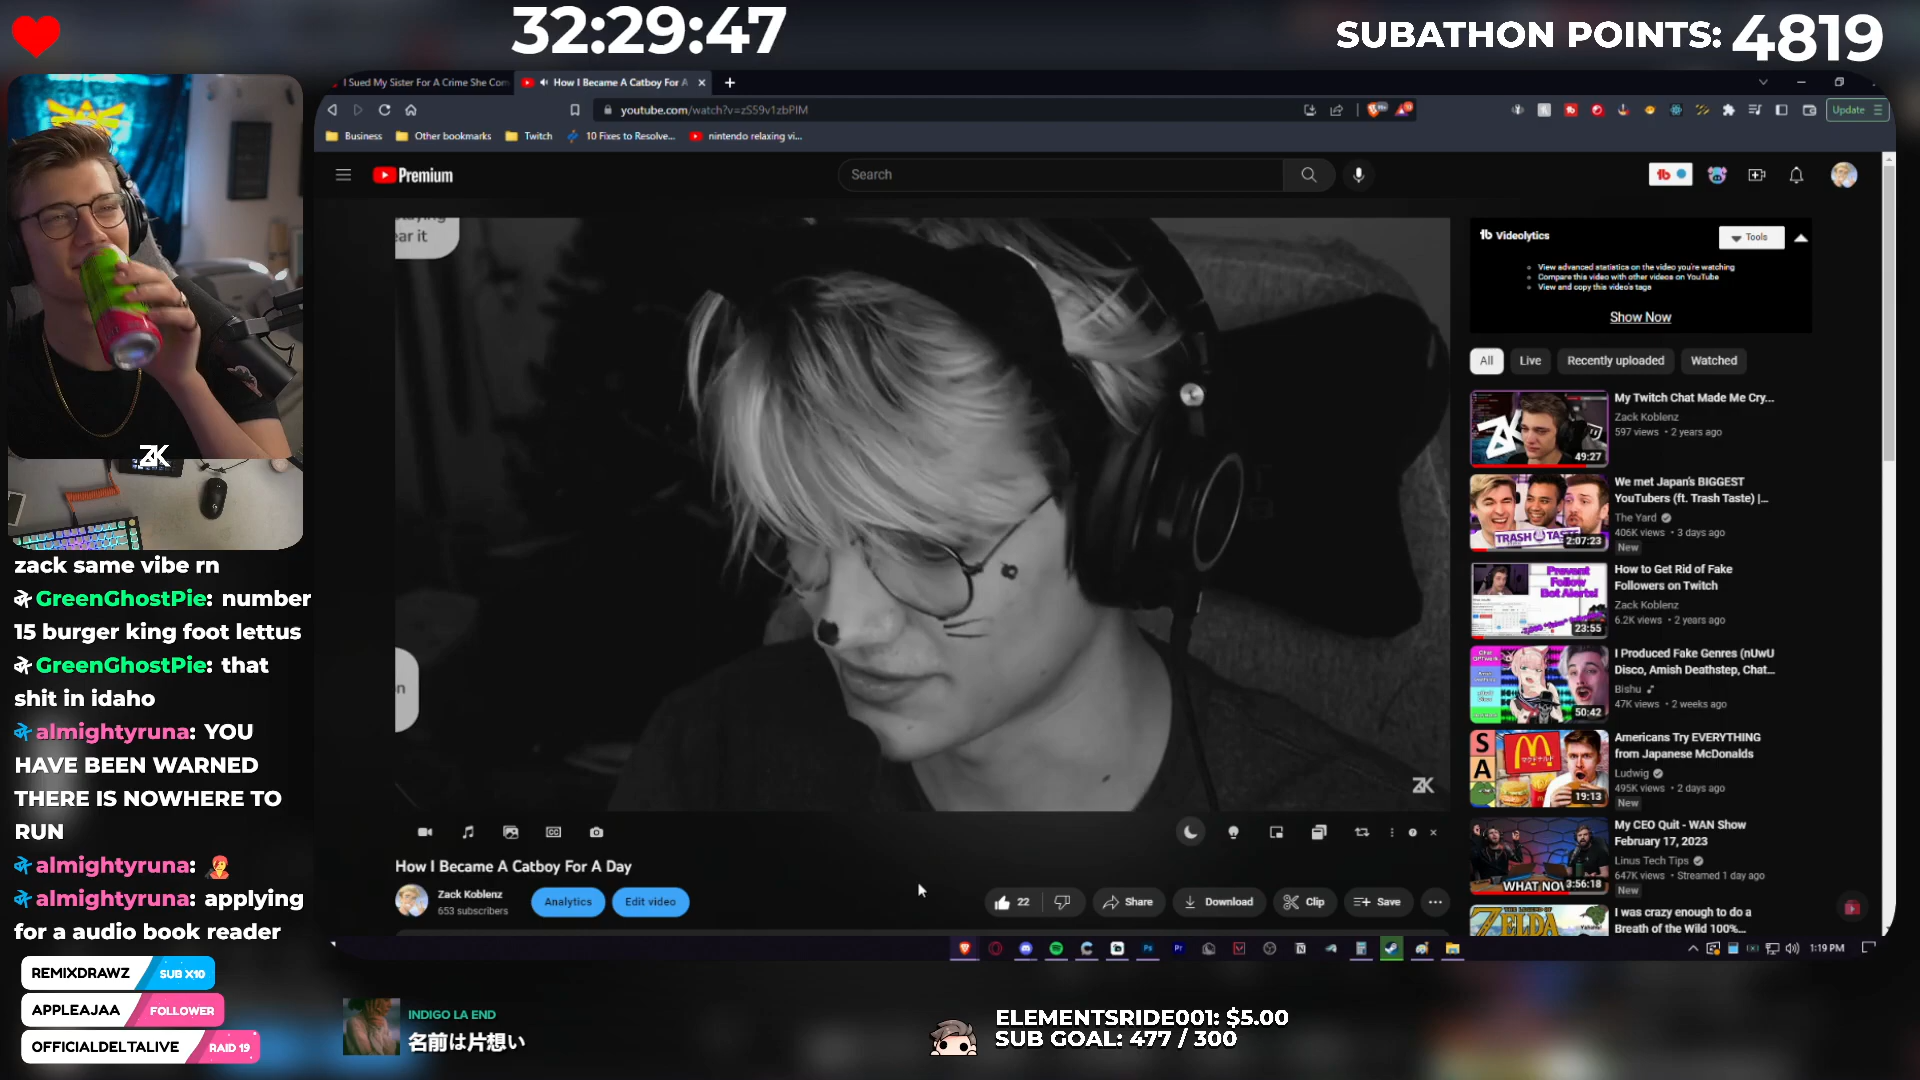 32:29:47
SUBATHON POINTS: 4819
I Sued My Sister For A Crime She Com
How I Became A Catboy For A
youtube.com/watch?v=zS59v1zbPIM
Update
Business
Other bookmarks
Twitch
10 Fixes to Resolve...
nintendo relaxing vi...
Premium
Search
ear it
n
ZK
Videolytics
Tools
View advanced statistics on the video you're watching
Compare this video with other videos on YouTube
View and copy this video's tags
Show Now
All
Live
Recently uploaded
Watched
My Twitch Chat Made Me Cry...
Zack Koblenz
597 views • 2 years ago
49:27
We met Japan's BIGGEST
YouTubers (ft. Trash Taste) |...
The Yard
406K views • 3 days ago
New
TRASH TASTE
2:07:23
How to Get Rid of Fake
Followers on Twitch
Zack Koblenz
6.2K views • 2 years ago
Prevent
Follow
Bot Alerts!
23:55
I Produced Fake Genres (nUwU
Disco, Amish Deathstep, Chat...
Bishu
47K views • 2 weeks ago
50:42
Americans Try EVERYTHING
from Japanese McDonalds
Ludwig
495K views • 2 days ago
New
S
A
19:13
My CEO Quit - WAN Show
February 17, 2023
Linus Tech Tips
647K views • Streamed 1 day ago
New
WHAT NO
3:56:18
I was crazy enough to do a
Breath of the Wild 100%...
ZELDA
How I Became A Catboy For A Day
Zack Koblenz
653 subscribers
Analytics
Edit video
22
Share
Download
Clip
Save
1:19 PM
ZK
zack same vibe rn
GreenGhostPie: number
15 burger king foot lettus
GreenGhostPie: that
shit in idaho
almightyruna: YOU
HAVE BEEN WARNED
THERE IS NOWHERE TO
RUN
almightyruna:
almightyruna: applying
for a audio book reader
REMIXDRAWZ SUB X10
APPLEAJAA FOLLOWER
OFFICIALDELTALIVE RAID 19
INDIGO LA END
名前は片想い
ELEMENTSRIDE001: $5.00
SUB GOAL: 477 / 300